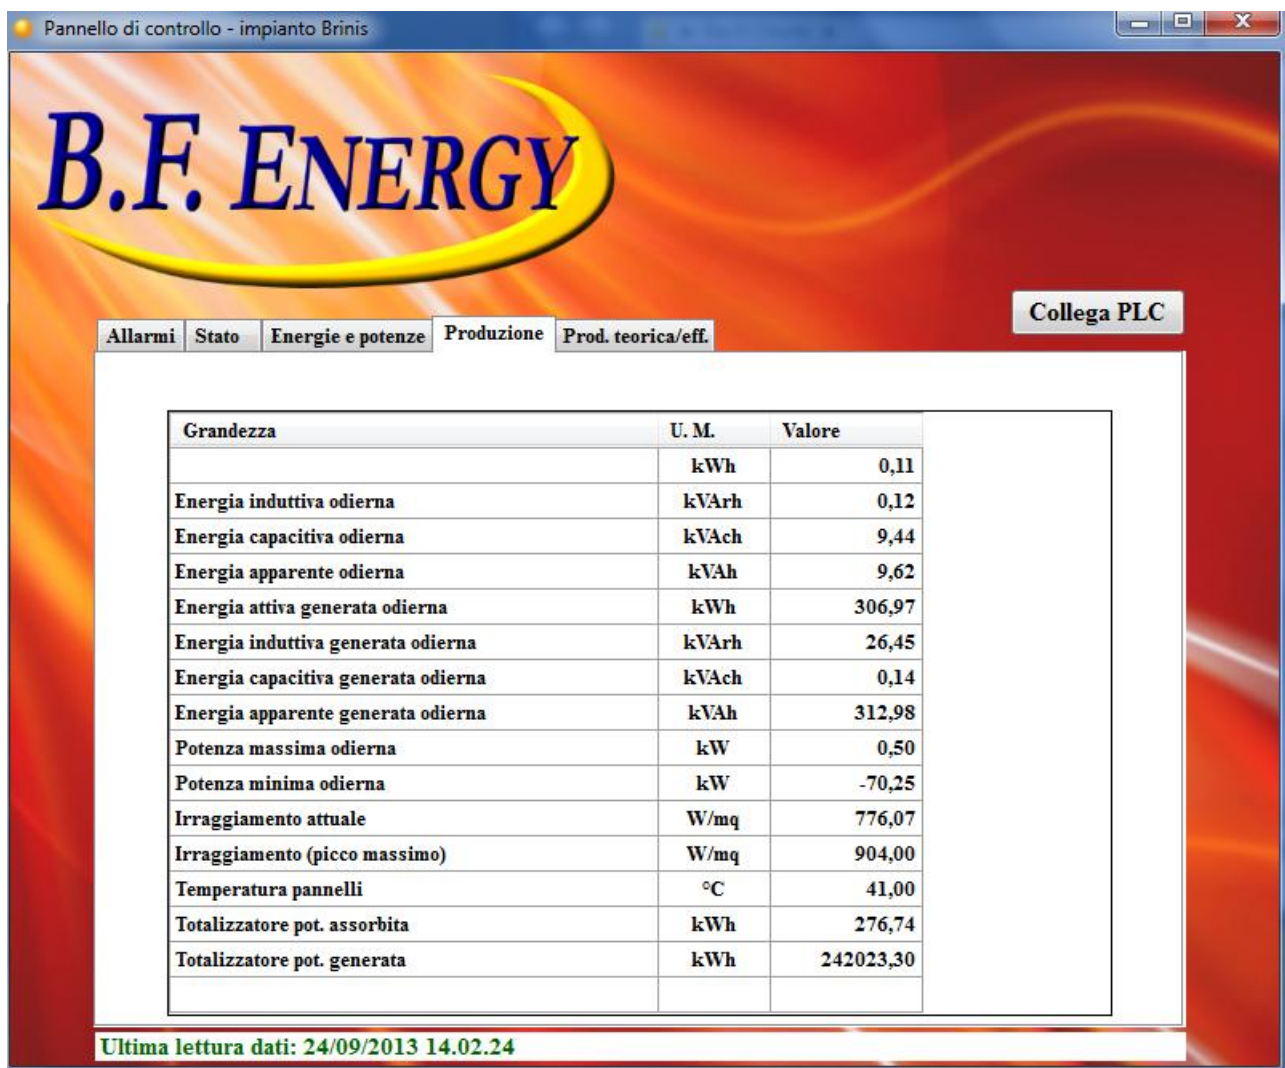 Pannello di controllo - impianto Brinis
B.F. ENERGY
Collega PLC
Allarmi Stato Energie e potenze Produzione Prod. teorica/eff.
Grandezza U. M. Valore
kWh 0,11
Energia induttiva odierna kVArh 0,12
Energia capacitiva odierna kVAch 9,44
Energia apparente odierna kVAh 9,62
Energia attiva generata odierna kWh 306,97
Energia induttiva generata odierna kVArh 26,45
Energia capacitiva generata odierna kVAch 0,14
Energia apparente generata odierna kVAh 312,98
Potenza massima odierna kW 0,50
Potenza minima odierna kW -70,25
Irraggiamento attuale W/mq 776,07
Irraggiamento (picco massimo) W/mq 904,00
Temperatura pannelli °C 41,00
Totalizzatore pot. assorbita kWh 276,74
Totalizzatore pot. generata kWh 242023,30
Ultima lettura dati: 24/09/2013 14.02.24